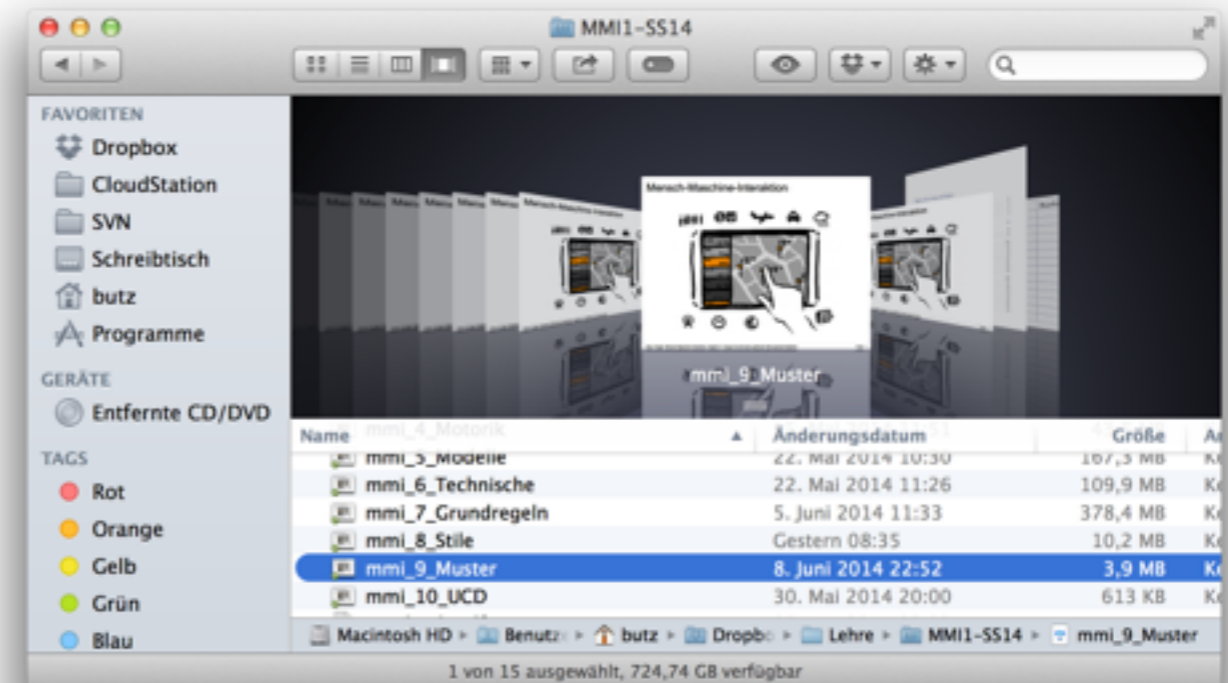 MMI1-SS14
FAVORITEN
Dropbox
CloudStation
SVN
Schreibtisch
butz
Programme
GERÄTE
Entfernte CD/DVD
TAGS
Rot
Orange
Gelb
Grün
Blau
Mensch-Maschine-Interaktion
mmi_9_Muster
Name Änderungsdatum Größe
mmi_4_Motorik
mmi_5_Modelle 22. Mai 2014 10:30 167,3 MB
mmi_6_Technische 22. Mai 2014 11:26 109,9 MB
mmi_7_Grundregeln 5. Juni 2014 11:33 378,4 MB
mmi_8_Stile Gestern 08:35 10,2 MB
mmi_9_Muster 8. Juni 2014 22:52 3,9 MB
mmi_10_UCD 30. Mai 2014 20:00 613 KB
Macintosh HD butz Lehre MMI1-SS14 mmi_9_Muster
1 von 15 ausgewählt, 724,74 GB verfügbar